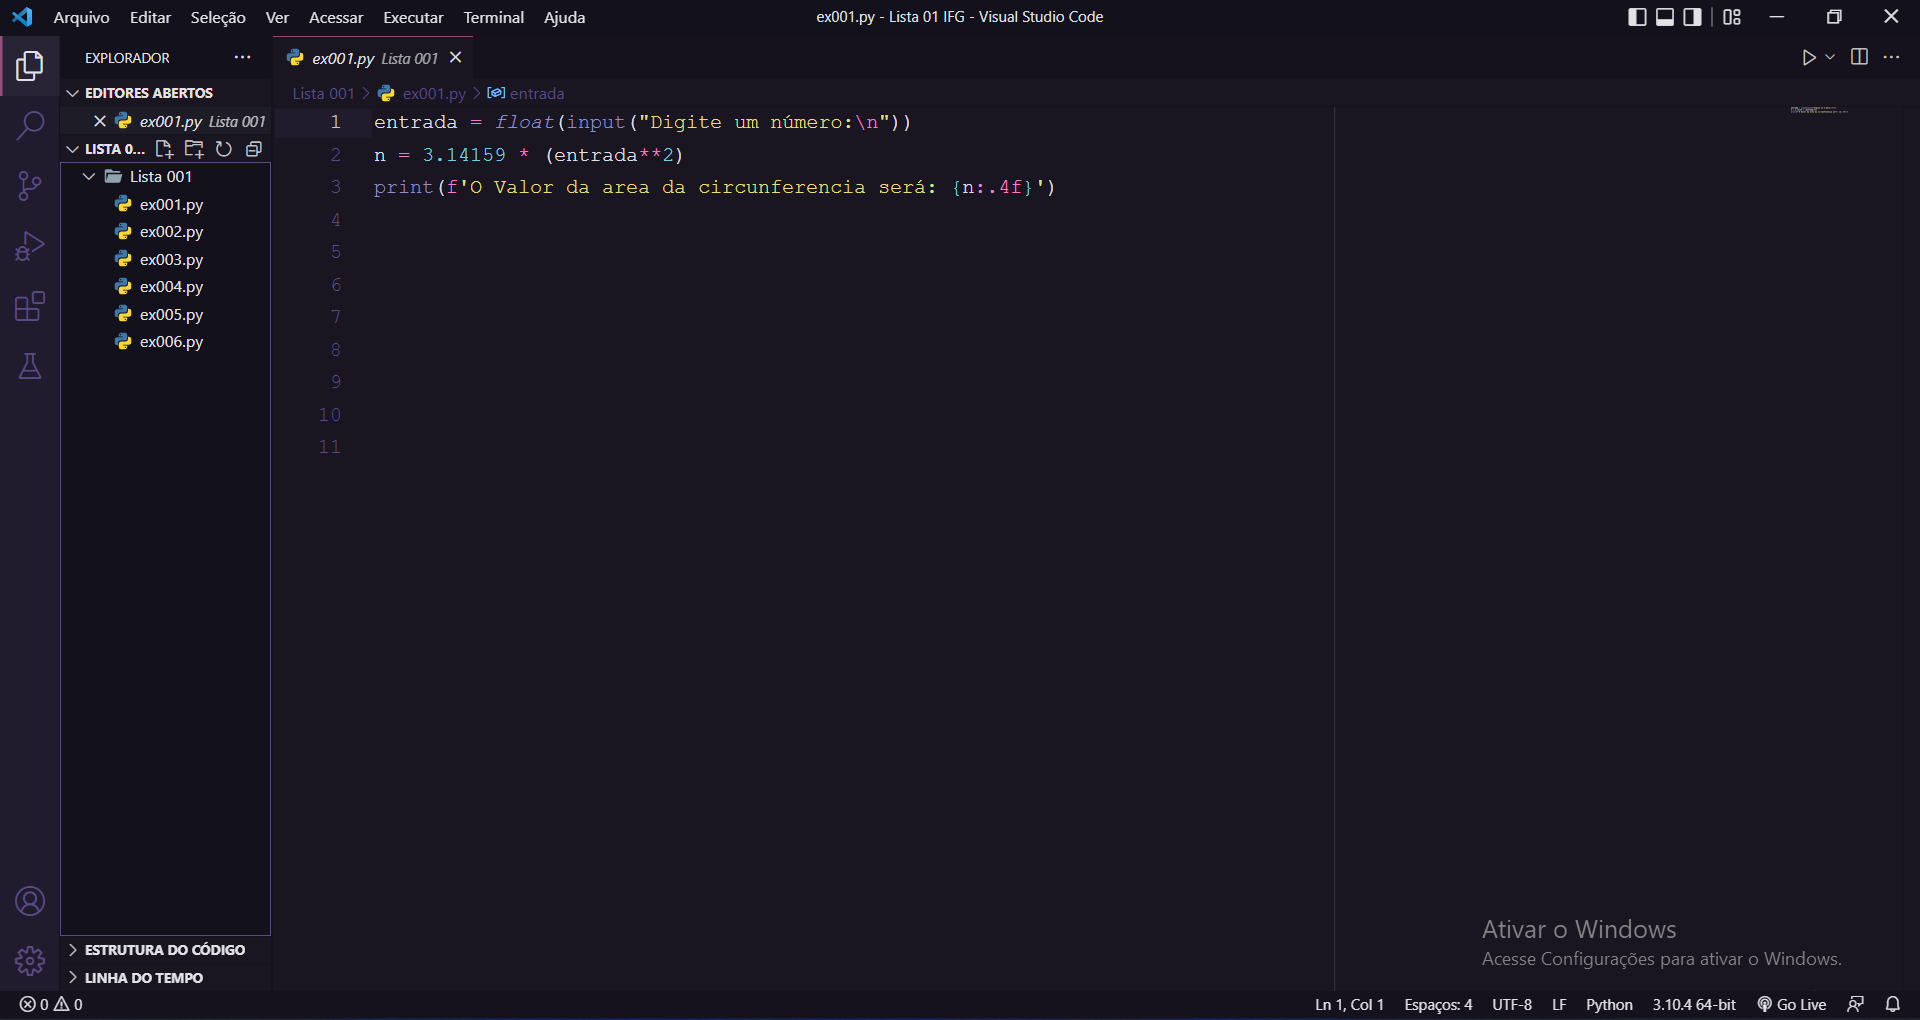 Arquivo Editar Seleção Ver Acessar Executar Terminal Ajuda
ex001.py - Lista 01 IFG - Visual Studio Code
EXPLORADOR
ex001.py Lista 001
EDITORES ABERTOS
ex001.py Lista 001
LISTA 0...
Lista 001
ex001.py
ex002.py
ex003.py
ex004.py
ex005.py
ex006.py
ESTRUTURA DO CÓDIGO
LINHA DO TEMPO
Lista 001 > ex001.py > entrada
1 entrada = float(input("Digite um número:\n"))
2 n = 3.14159 * (entrada**2)
3 print(f'O Valor da area da circunferencia será: {n:.4f}')
4
5
6
7
8
9
10
11
Ativar o Windows
Acesse Configurações para ativar o Windows.
0 0
Ln 1, Col 1 Espaços: 4 UTF-8 LF Python 3.10.4 64-bit Go Live